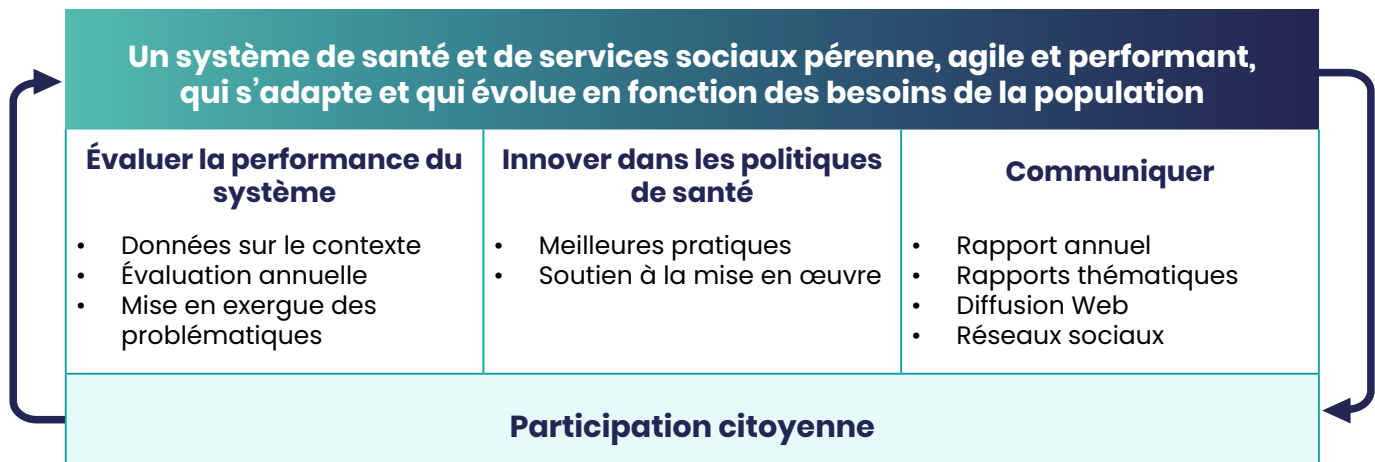 Un système de santé et de services sociaux pérenne, agile et performant,
qui s’adapte et qui évolue en fonction des besoins de la population
Évaluer la performance du
système
• Données sur le contexte
• Évaluation annuelle
• Mise en exergue des
problématiques
Innover dans les politiques
de santé
• Meilleures pratiques
• Soutien à la mise en œuvre
Communiquer
• Rapport annuel
• Rapports thématiques
• Diffusion Web
• Réseaux sociaux
Participation citoyenne